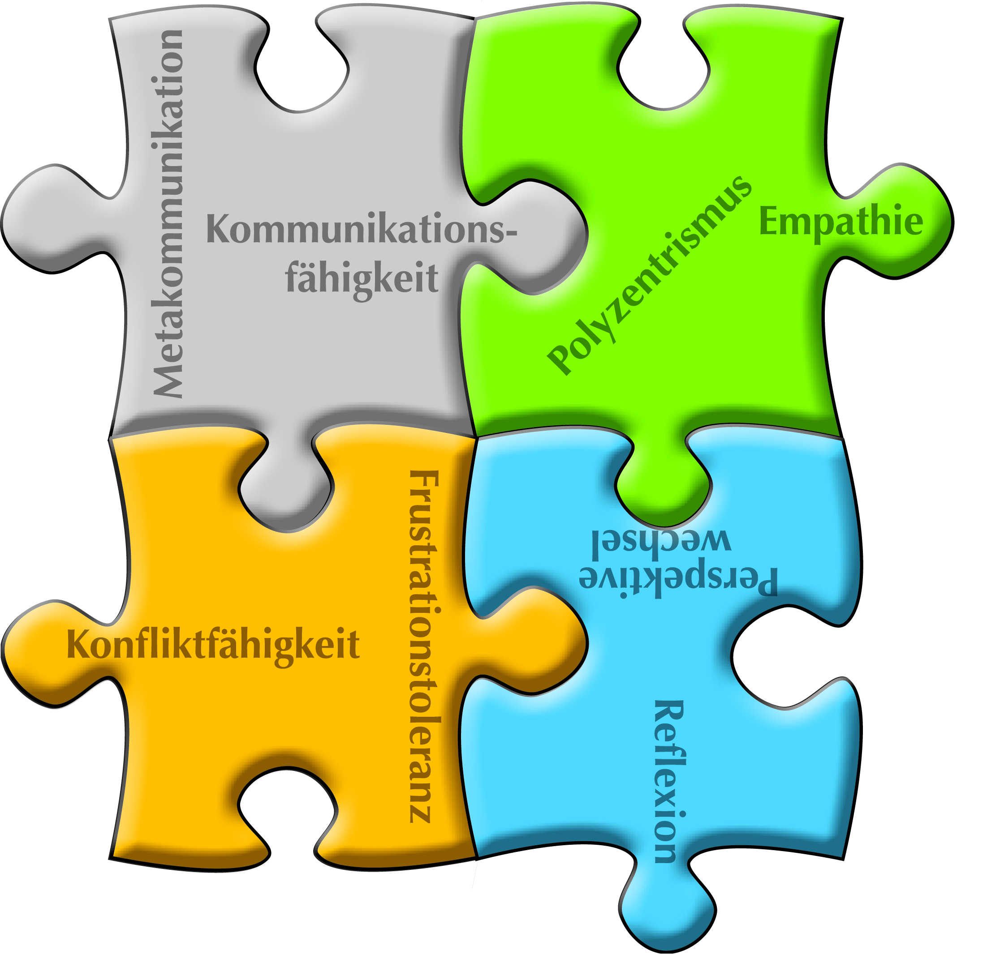 Metakommunikation
Kommunikations-
fähigkeit
Polyzentrismus
Empathie
Konfliktfähigkeit
Frustrationstoleranz
Perspektive
wechsel
Reflexion